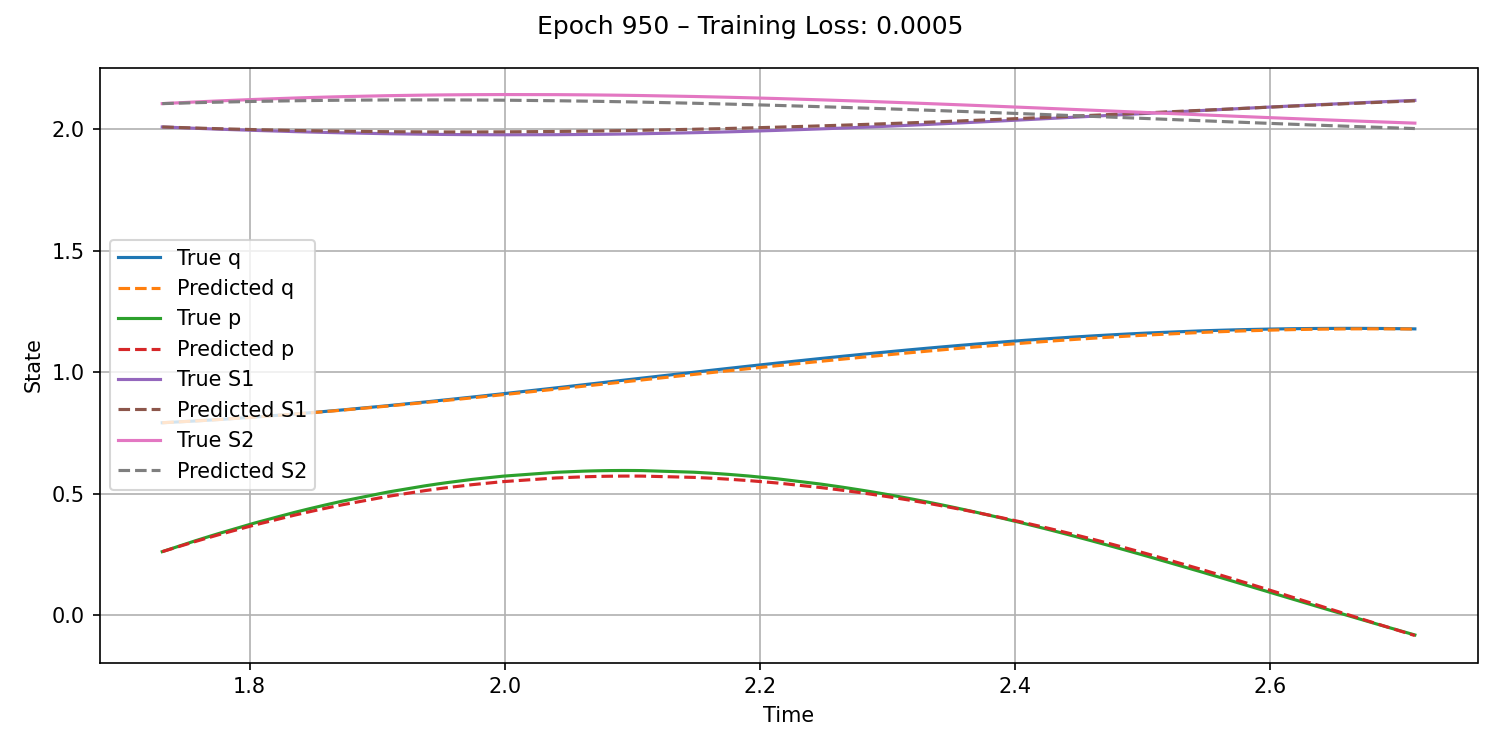 Epoch 950 – Training Loss: 0.0005
State
2.0
1.5
1.0
0.5
0.0
True q
Predicted q
True p
Predicted p
True S1
Predicted S1
True S2
Predicted S2
1.8 2.0 2.2 2.4 2.6
Time